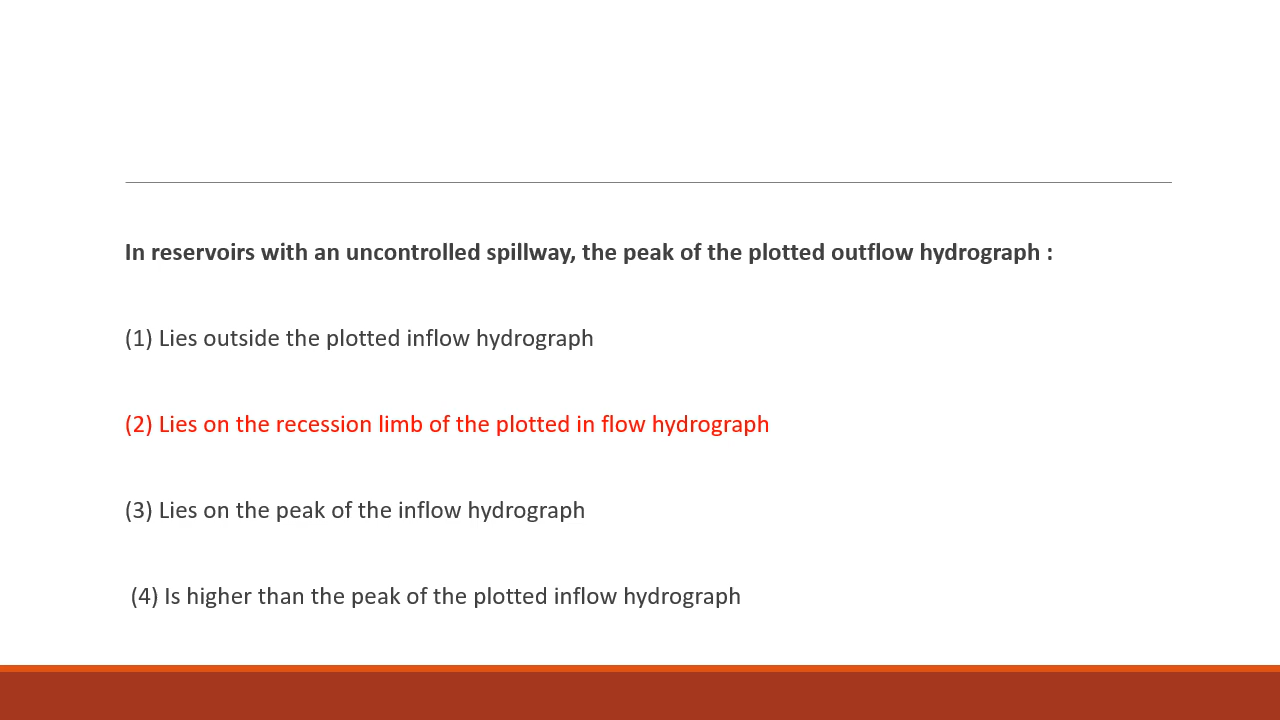 In reservoirs with an uncontrolled spillway, the peak of the plotted outflow hydrograph :
(1) Lies outside the plotted inflow hydrograph
(2) Lies on the recession limb of the plotted in flow hydrograph
(3) Lies on the peak of the inflow hydrograph
(4) Is higher than the peak of the plotted inflow hydrograph